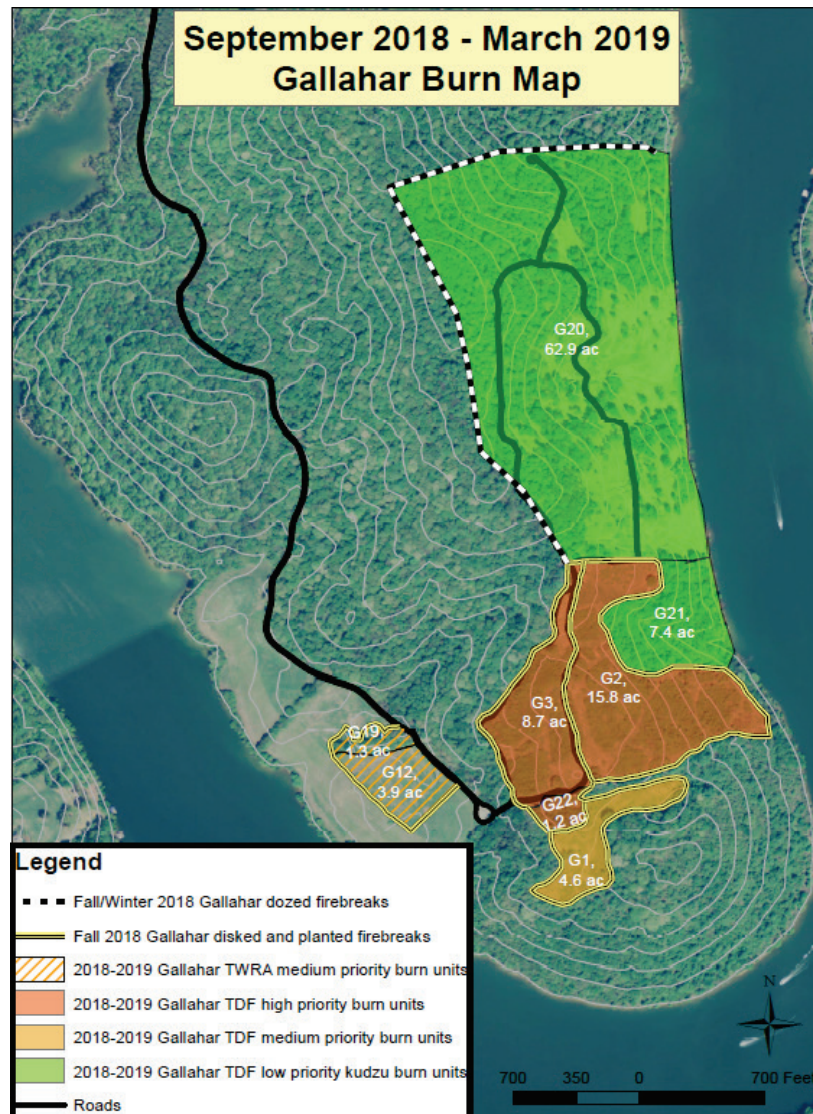 September 2018 - March 2019
Gallahar Burn Map
G20,
62.9 ac
G21,
7.4 ac
G2,
15.8 ac
G3,
8.7 ac
G19,
1.3 ac
G12,
3.9 ac
G22,
1.2 ac
G1,
4.6 ac
Legend
Fall/Winter 2018 Gallahar dozed firebreaks
Fall 2018 Gallahar disked and planted firebreaks
2018-2019 Gallahar TWRA medium priority burn units
2018-2019 Gallahar TDF high priority burn units
2018-2019 Gallahar TDF medium priority burn units
2018-2019 Gallahar TDF low priority kudzu burn units
Roads
N
700 350 0 700 Feet